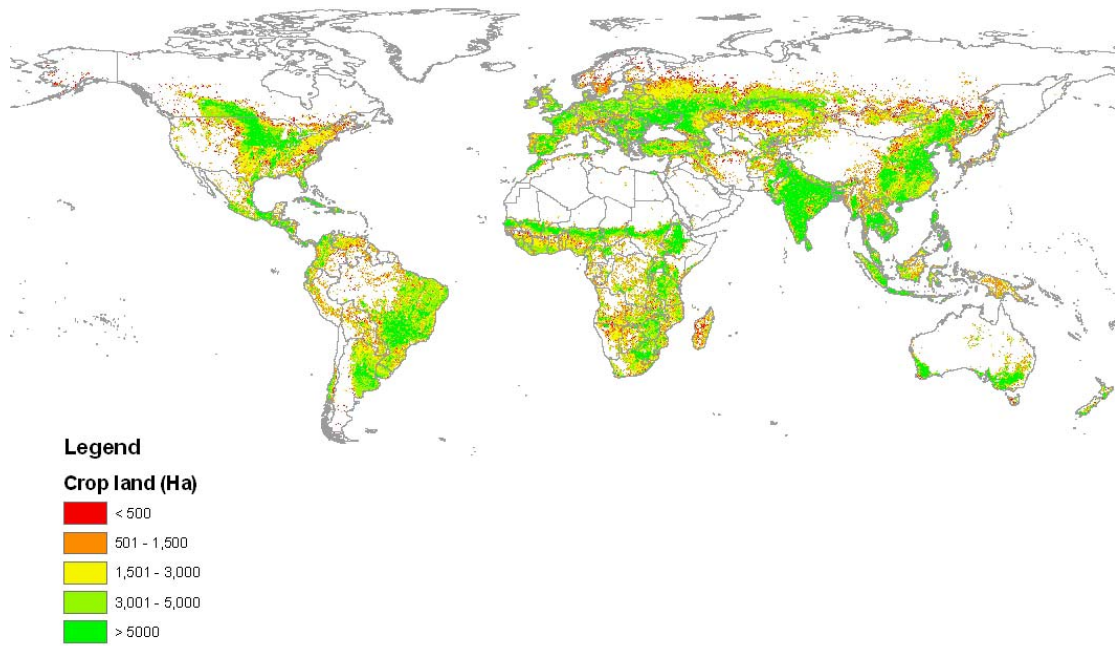 Legend
Crop land (Ha)
< 500
501 - 1,500
1,501 - 3,000
3,001 - 5,000
> 5000